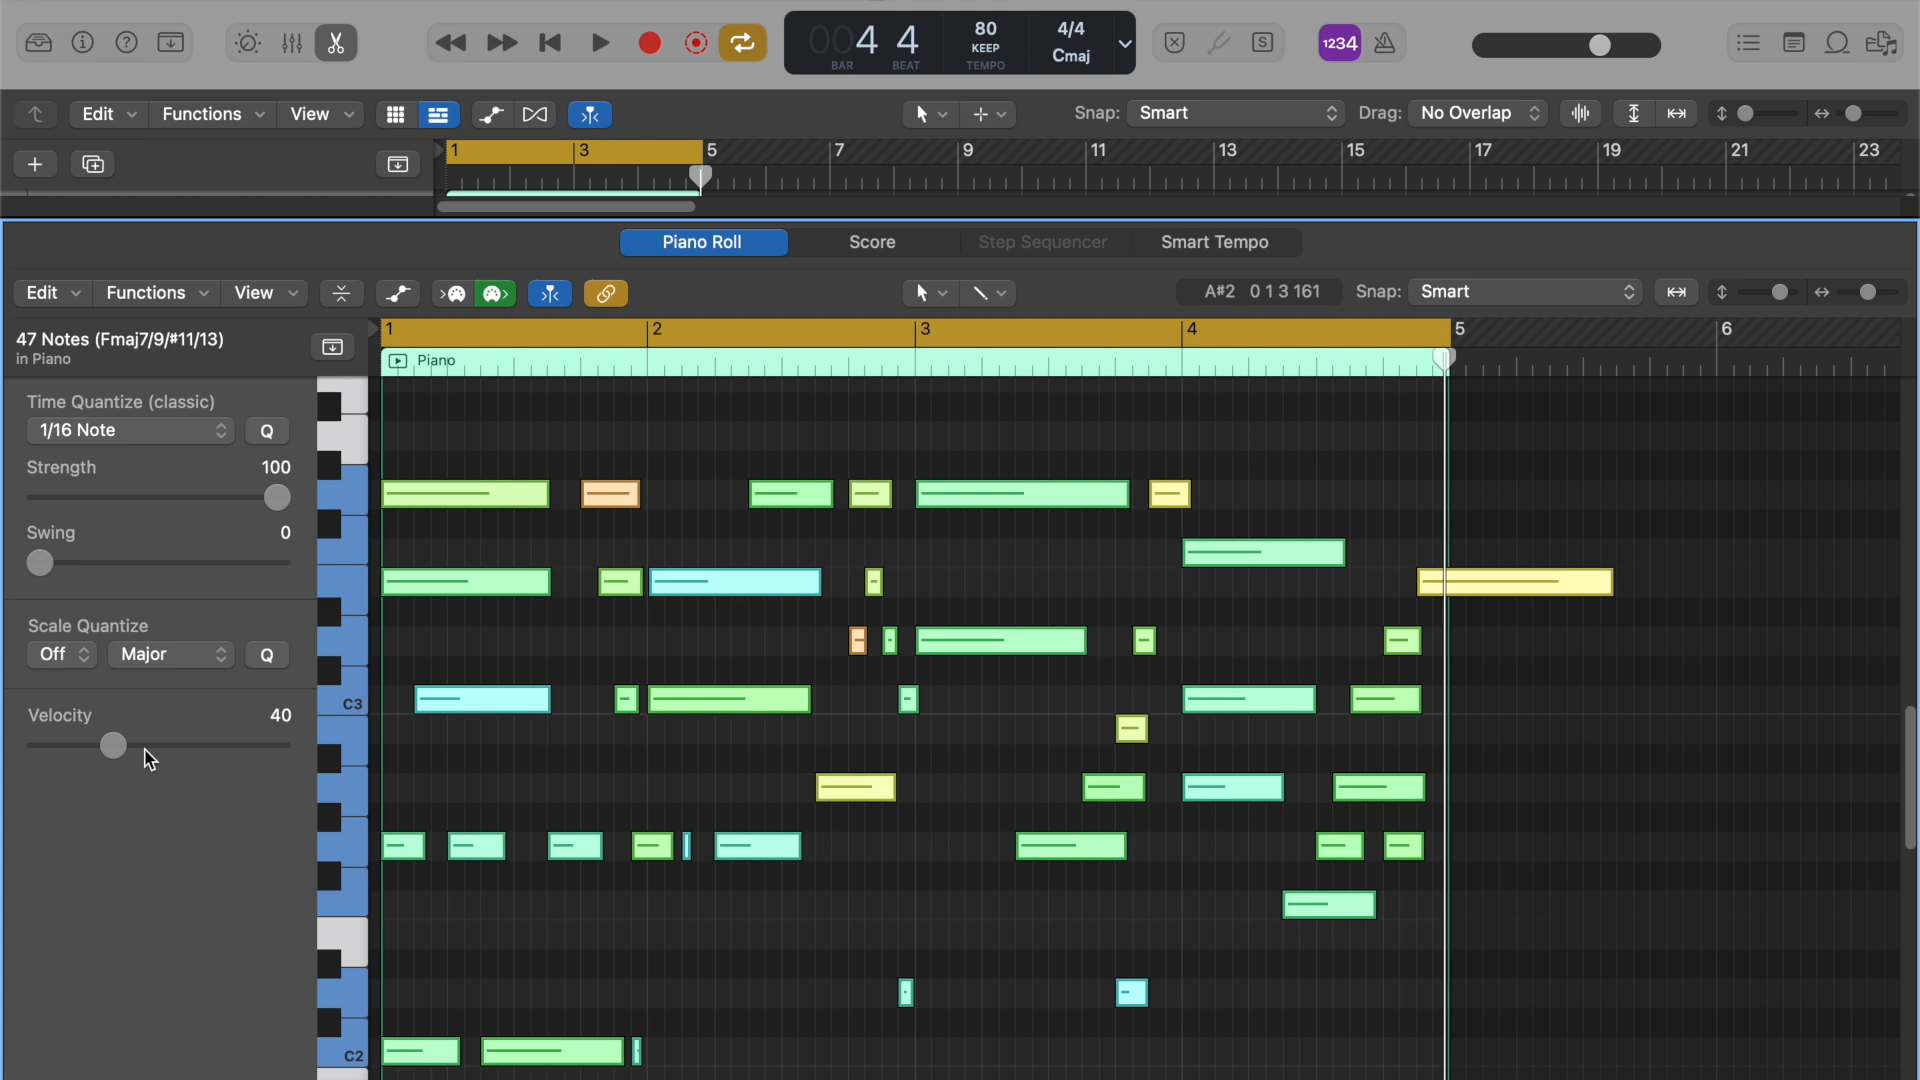 004 4
BAR BEAT
80
KEEP
TEMPO
4/4
Cmaj
1234
Edit Functions View Snap: Smart Drag: No Overlap
1 3 5 7 9 11 13 15 17 19 21 23
Piano Roll Score Step Sequencer Smart Tempo
Edit Functions View A#2 0 1 3 161 Snap: Smart
1 2 3 4 5 6
47 Notes (Fmaj7/9/#11/13)
in Piano
Piano
Time Quantize (classic)
1/16 Note Q
Strength 100
Swing 0
Scale Quantize
Off Major Q
Velocity 40
C3
C2